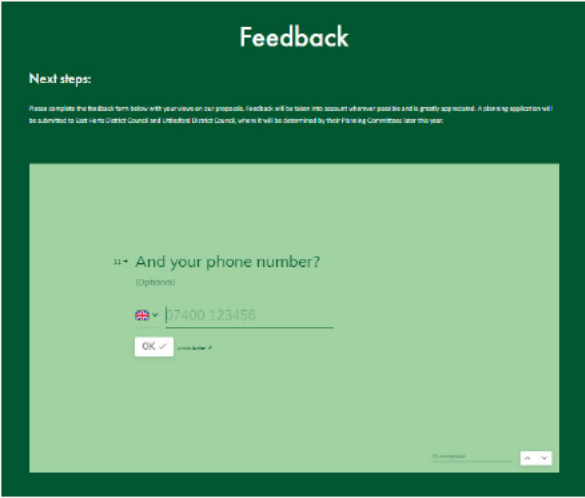 Feedback
Next steps:
Please complete the feedback form below with your views on our proposals. Feedback will be taken into account wherever possible and is greatly appreciated. A planning application will
be submitted to East Herts District Council and Uttlesford District Council, where it will be determined by their Planning Committees later this year.
And your phone number?
(Optional)
07400 123456
OK ✓
press Enter ↵